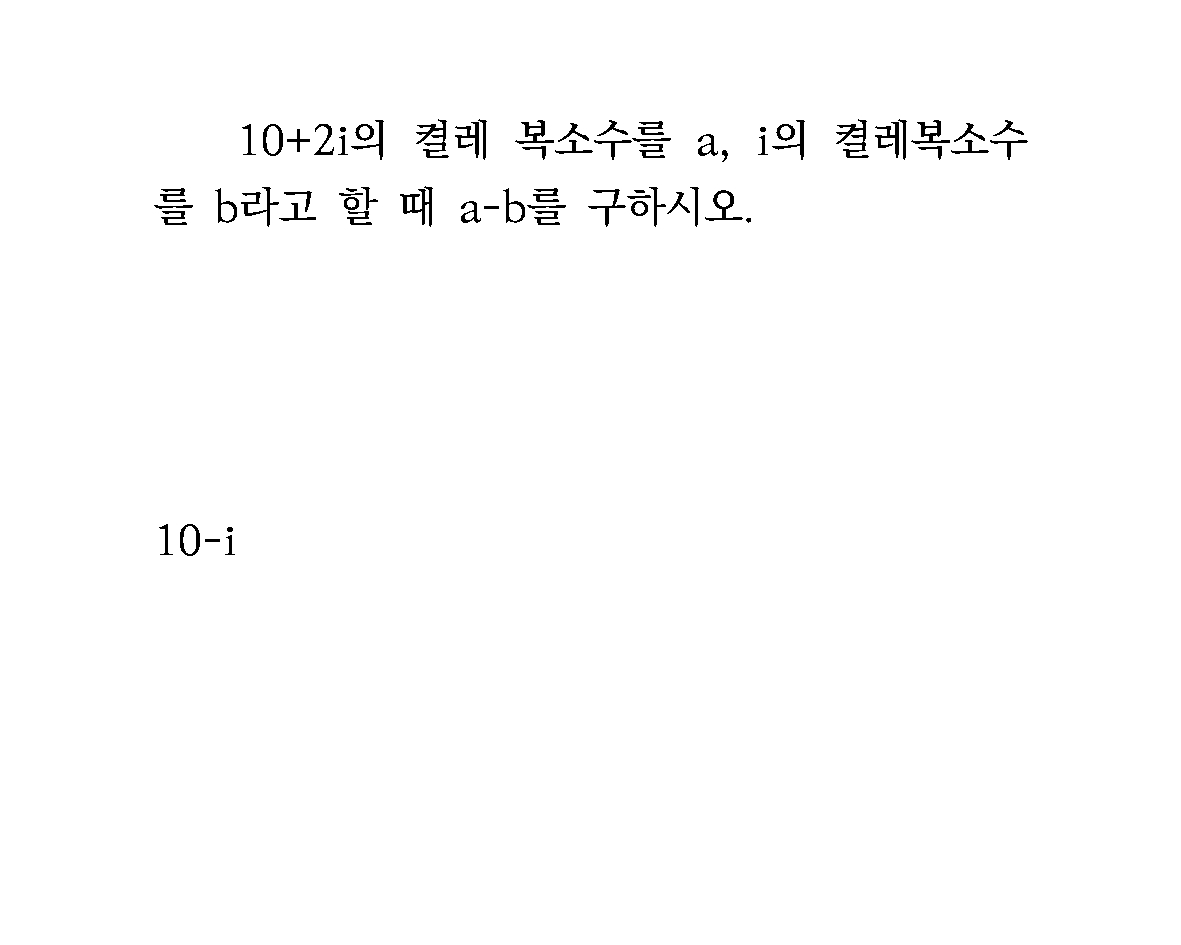 10+2i의 켤레 복소수를 a, i의 켤레복소수
를 b라고 할 때 a-b를 구하시오.
10-i